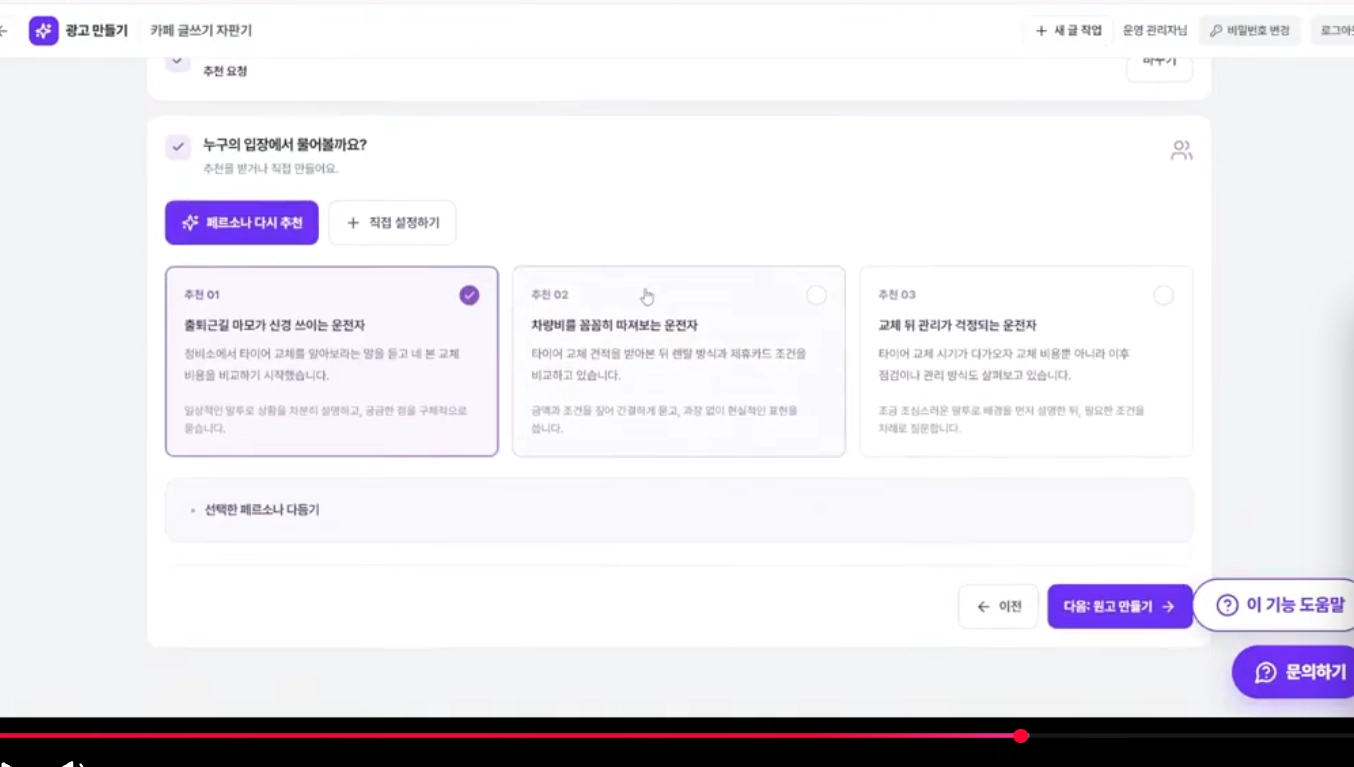 광고 만들기
카페 글쓰기 자판기
+ 새 글 작업
운영 관리자님
비밀번호 변경
로그아웃
추천 요청
바꾸기
누구의 입장에서 물어볼까요?
추천을 받거나 직접 만들어요.
페르소나 다시 추천
+ 직접 설정하기
추천 01
출퇴근길 마모가 신경 쓰이는 운전자
정비소에서 타이어 교체를 알아보라는 말을 듣고 네 본 교체
비용을 비교하기 시작했습니다.
일상적인 말투로 상황을 차분히 설명하고, 궁금한 점을 구체적으로
묻습니다.
추천 02
차량비를 꼼꼼히 따져보는 운전자
타이어 교체 견적을 받아본 뒤 렌탈 방식과 제휴카드 조건을
비교하고 있습니다.
금액과 조건을 짚어 간결하게 묻고, 과장 없이 현실적인 표현을
씁니다.
추천 03
교체 뒤 관리가 걱정되는 운전자
타이어 교체 시기가 다가오자 교체 비용뿐 아니라 이후
점검이나 관리 방식도 살펴보고 있습니다.
조금 조심스러운 말투로 배경을 먼저 설명한 뒤, 필요한 조건을
차례로 질문합니다.
선택한 페르소나 다듬기
← 이전
다음: 원고 만들기 →
이 기능 도움말
문의하기